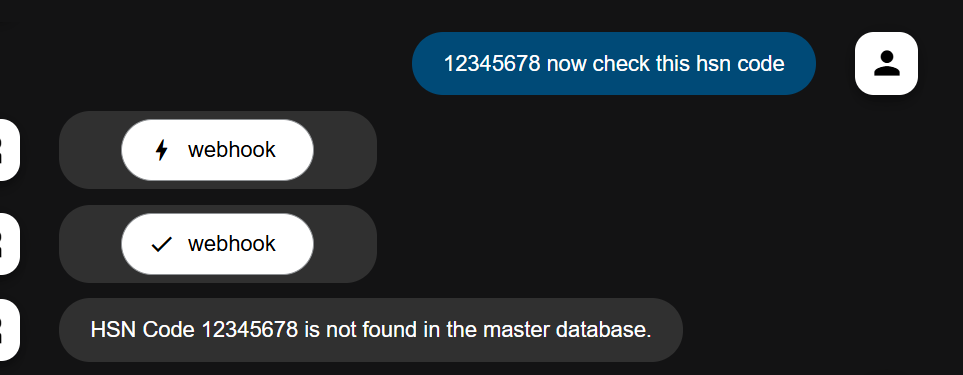 12345678 now check this hsn code
webhook
webhook
HSN Code 12345678 is not found in the master database.